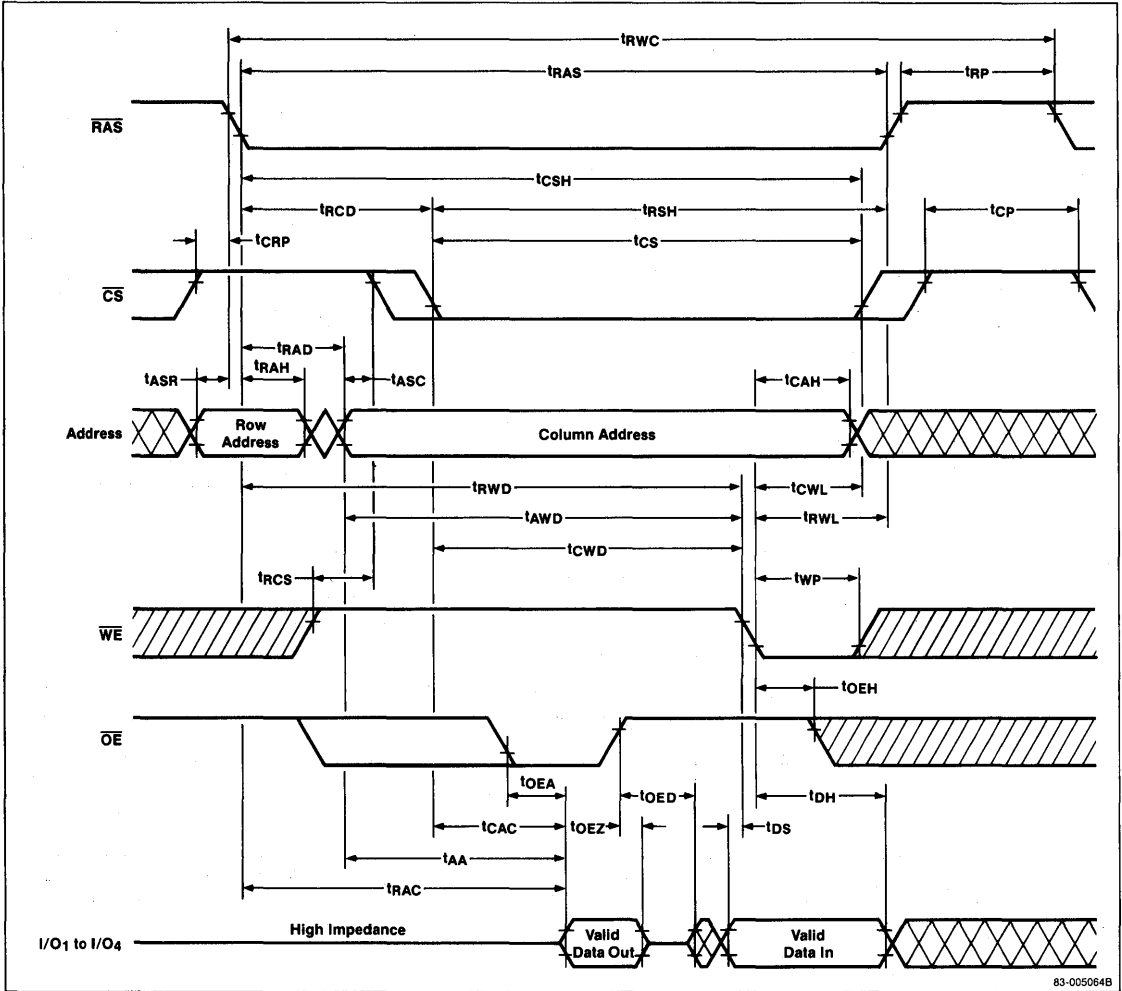 tRWC
tRAS
tRP
RAS
tCSH
tRCD
tRSH
tCP
tCRP
tCS
CS
tRAD
tASR
tRAH
tASC
tCAH
Address
Row
Address
Column Address
tRWD
tCWL
tAWD
tRWL
tCWD
tRCS
tWP
WE
tOEH
OE
tOEA
tOED
tDH
tCAC
tOEZ
tDS
tAA
tRAC
High Impedance
I/O1 to I/O4
Valid
Data Out
Valid
Data In
83-005064B